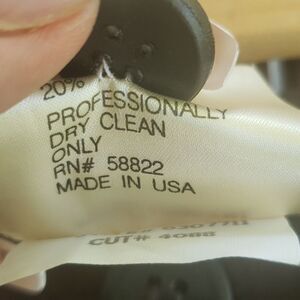 20%
PROFESSIONALLY
DRY CLEAN
ONLY
RN# 58822
MADE IN USA
CUT# 4088